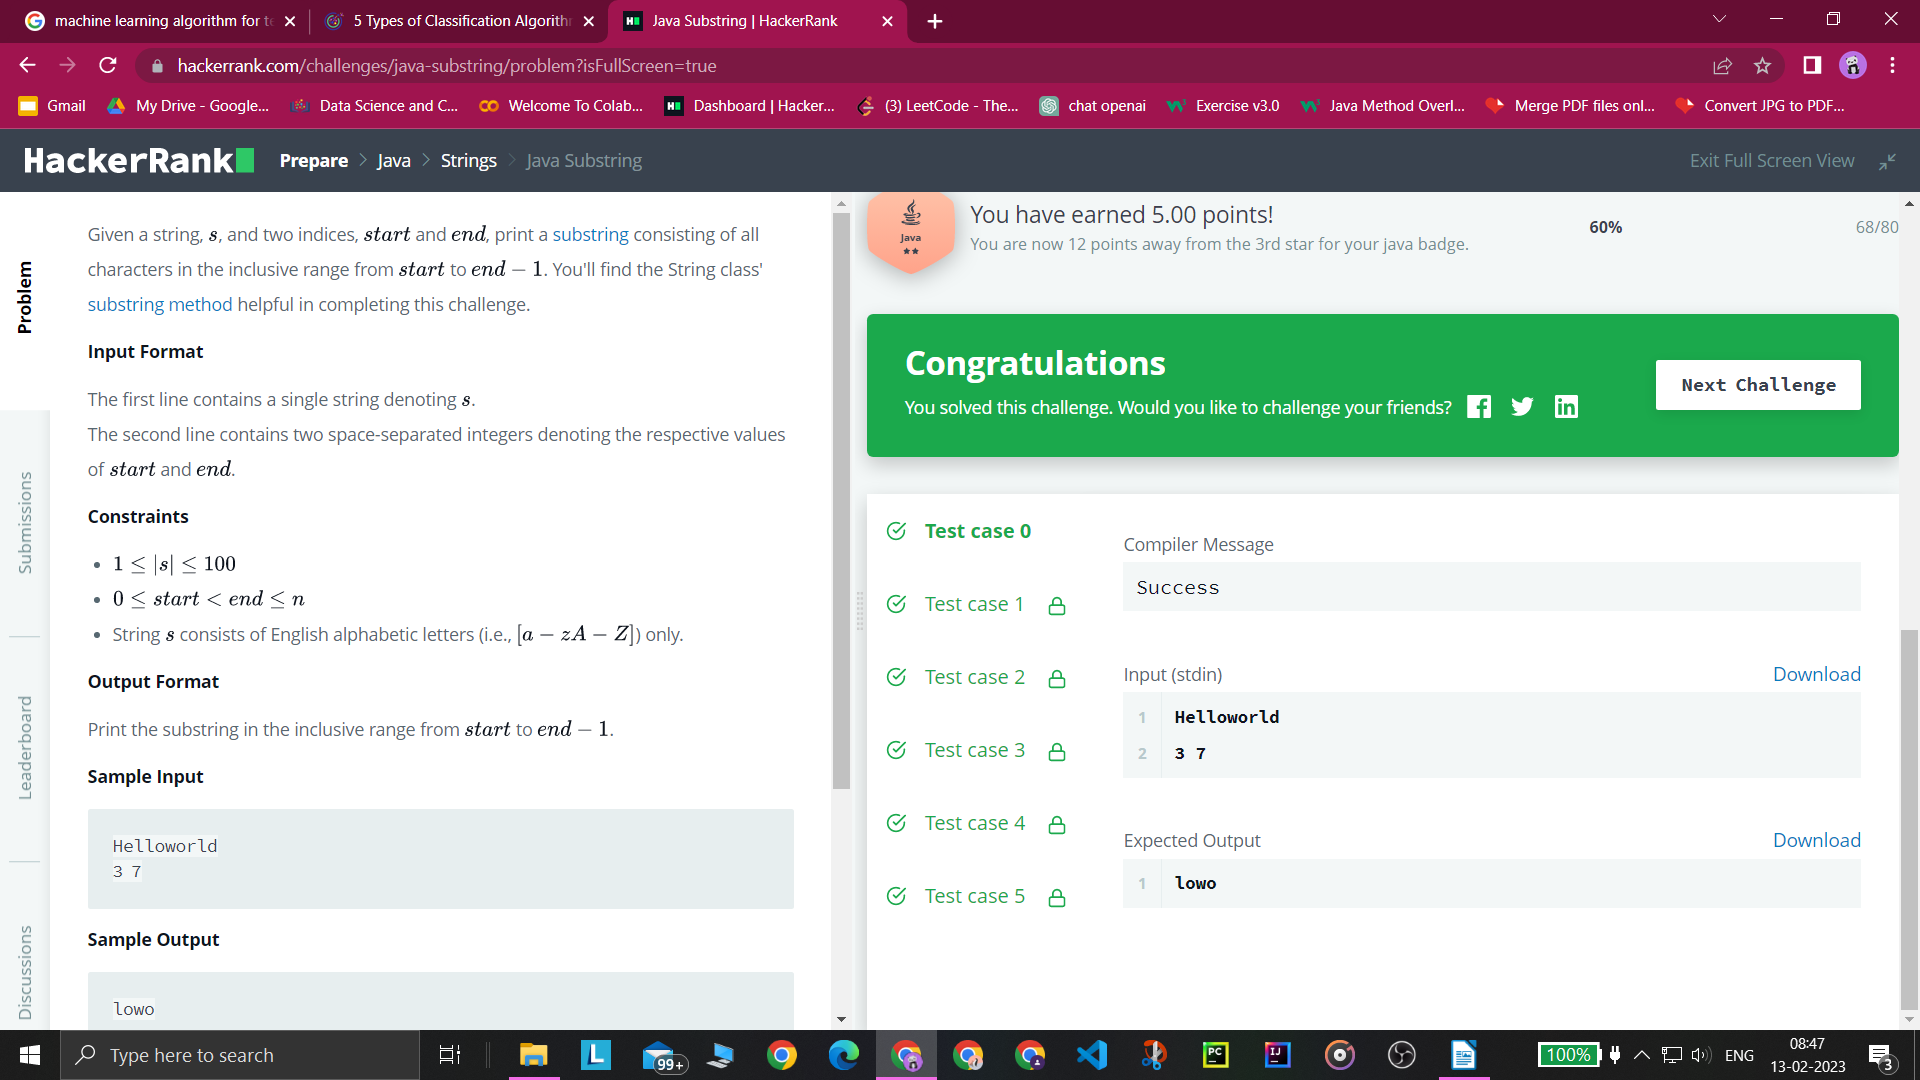 machine learning algorithm for te
5 Types of Classification Algorithm
Java Substring | HackerRank
hackerrank.com/challenges/java-substring/problem?isFullScreen=true
Gmail
My Drive - Google...
Data Science and C...
Welcome To Colab...
Dashboard | Hacker...
(3) LeetCode - The...
chat openai
Exercise v3.0
Java Method Overl...
Merge PDF files onl...
Convert JPG to PDF...
HackerRank
Prepare > Java > Strings > Java Substring
Exit Full Screen View
Problem
Submissions
Leaderboard
Discussions
Given a string, s, and two indices, start and end, print a substring consisting of all
characters in the inclusive range from start to end − 1. You'll find the String class'
substring method helpful in completing this challenge.
Input Format
The first line contains a single string denoting s.
The second line contains two space-separated integers denoting the respective values
of start and end.
Constraints
• 1 ≤ |s| ≤ 100
• 0 ≤ start < end ≤ n
• String s consists of English alphabetic letters (i.e., [a − zA − Z]) only.
Output Format
Print the substring in the inclusive range from start to end − 1.
Sample Input
Helloworld
3 7
Sample Output
lowo
Java
You have earned 5.00 points!
You are now 12 points away from the 3rd star for your java badge.
60%
68/80
Congratulations
You solved this challenge. Would you like to challenge your friends?
Next Challenge
Test case 0
Test case 1
Test case 2
Test case 3
Test case 4
Test case 5
Compiler Message
Success
Input (stdin)
Download
1 Helloworld
2 3 7
Expected Output
Download
1 lowo
Type here to search
L
99+
PC
IJ
100%
ENG
08:47
13-02-2023
3